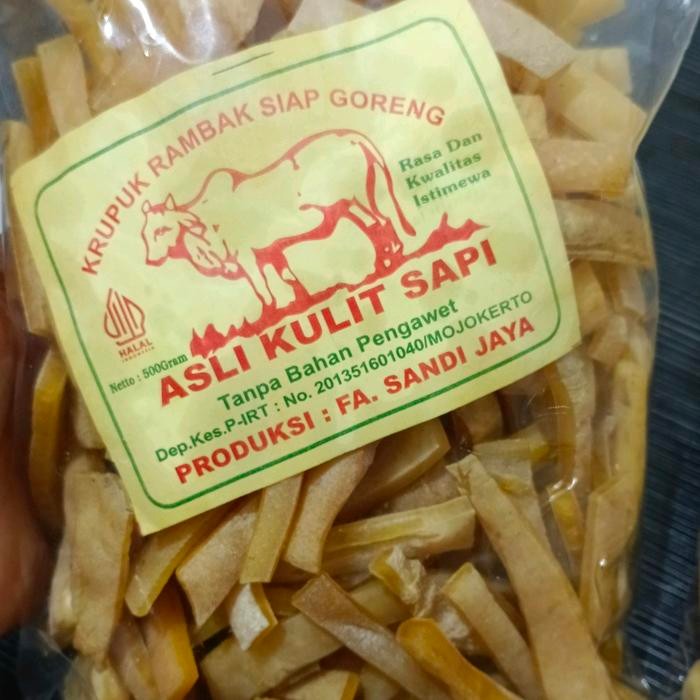 KRUPUK RAMBAK SIAP GORENG
Rasa Dan
Kwalitas
Istimewa
HALAL
INDONESIA
Netto : 500Gram
ASLI KULIT SAPI
Tanpa Bahan Pengawet
Dep.Kes.P-IRT : No. 201351601040/MOJOKERTO
PRODUKSI : FA. SANDI JAYA